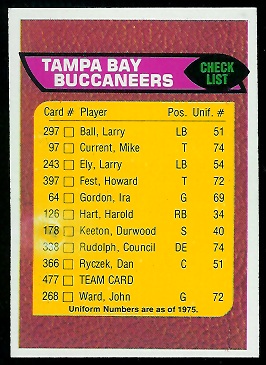 TAMPA BAY
BUCCANEERS
CHECK
LIST
Card # Player Pos. Unif. #
297 Ball, Larry LB 51
97 Current, Mike T 74
243 Ely, Larry LB 54
397 Fest, Howard T 72
64 Gordon, Ira G 69
126 Hart, Harold RB 34
178 Keeton, Durwood S 40
338 Rudolph, Council DE 74
366 Ryczek, Dan C 51
477 TEAM CARD
268 Ward, John G 72
Uniform Numbers are as of 1975.